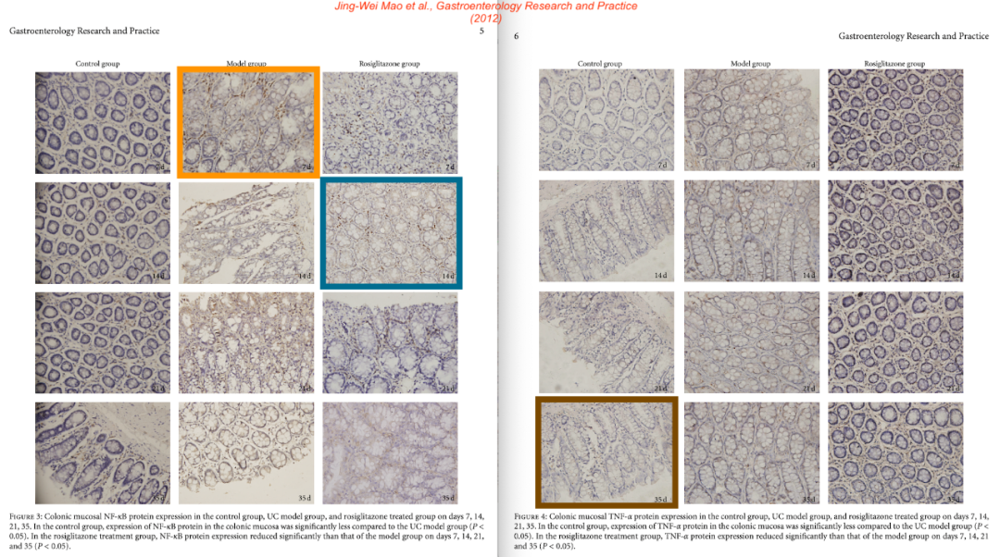 Jing-Wei Mao et al., Gastroenterology Research and Practice
(2012)
Gastroenterology Research and Practice
5
Control group
Model group
Rosiglitazone group
7 d
7 d
7 d
14 d
14 d
14 d
21 d
21 d
21 d
35 d
35 d
35 d
FIGURE 3: Colonic mucosal NF-κB protein expression in the control group, UC model group, and rosiglitazone treated group on days 7, 14,
21, 35. In the control group, expression of NF-κB protein in the colonic mucosa was significantly less compared to the UC model group (P <
0.05). In the rosiglitazone treatment group, NF-κB protein expression reduced significantly than that of the model group on days 7, 14, 21,
and 35 (P < 0.05).
6
Gastroenterology Research and Practice
Control group
Model group
Rosiglitazone group
7 d
7 d
7 d
14 d
14 d
14 d
21 d
21 d
21 d
35 d
35 d
35 d
FIGURE 4: Colonic mucosal TNF-α protein expression in the control group, UC model group, and rosiglitazone treated group on days 7, 14,
21, 35. In the control group, expression of TNF-α protein in the colonic mucosa was significantly less compared to the UC model group (P <
0.05). In the rosiglitazone treatment group, TNF-α protein expression reduced significantly than that of the model group on days 7, 14, 21
and 35 (P < 0.05).